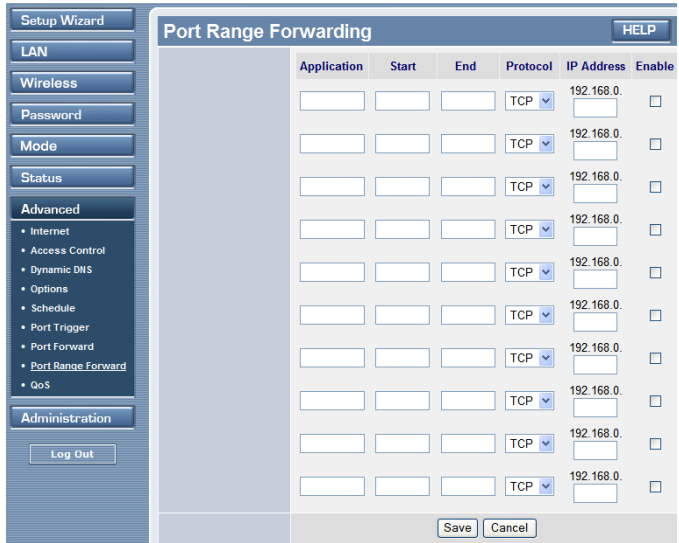 Setup Wizard
LAN
Wireless
Password
Mode
Status
Advanced
• Internet
• Access Control
• Dynamic DNS
• Options
• Schedule
• Port Trigger
• Port Forward
• Port Range Forward
• QoS
Administration
Log Out
Port Range Forwarding
HELP
Application Start End Protocol IP Address Enable
TCP 192.168.0.
TCP 192.168.0.
TCP 192.168.0.
TCP 192.168.0.
TCP 192.168.0.
TCP 192.168.0.
TCP 192.168.0.
TCP 192.168.0.
TCP 192.168.0.
TCP 192.168.0.
Save Cancel